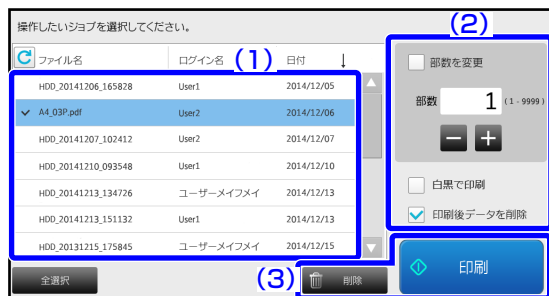 操作したいジョブを選択してください。
(2)
ファイル名 ログイン名 (1) 日付 ↓
HDD_20141206_165828 User1 2014/12/05
A4_03P.pdf User2 2014/12/06
HDD_20141207_102412 User2 2014/12/07
HDD_20141210_093548 User1 2014/12/10
HDD_20141213_134726 ユーザーメイフメイ 2014/12/13
HDD_20141213_151132 User1 2014/12/13
HDD_20131215_175845 ユーザーメイフメイ 2014/12/15
部数を変更
部数 1 (1 - 9999)
白黒で印刷
印刷後データを削除
全選択 (3) 削除 印刷